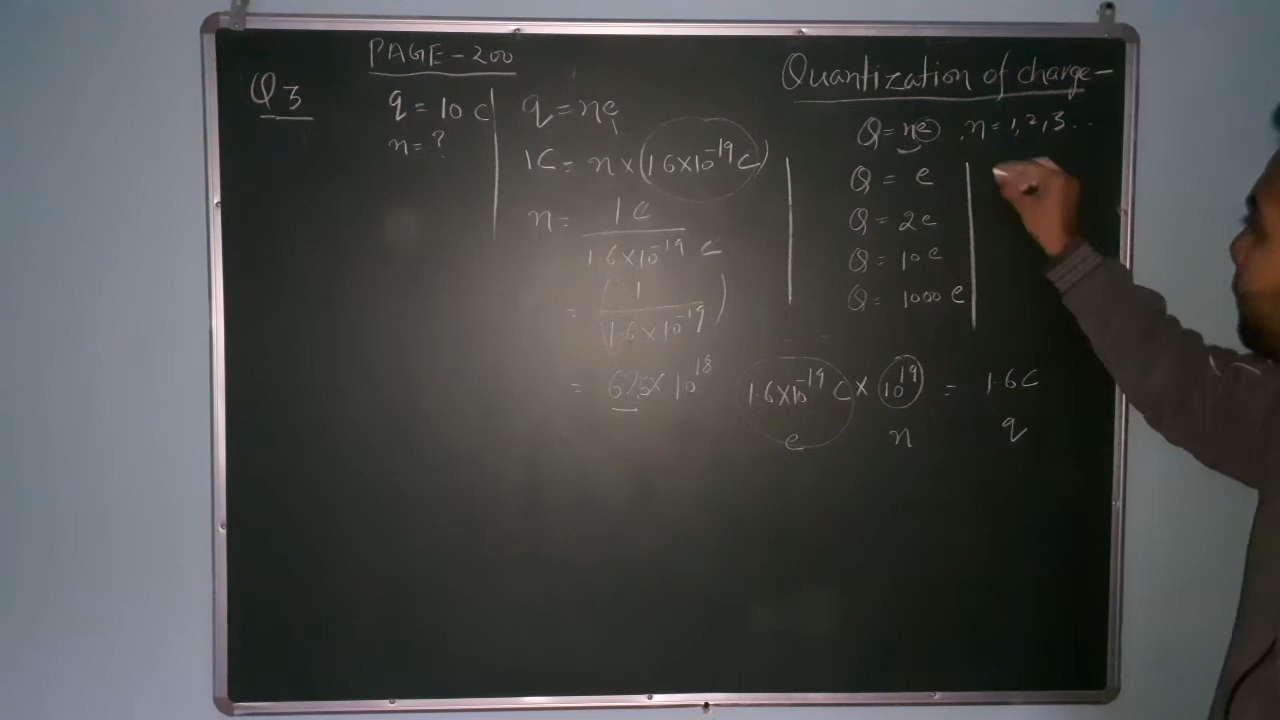 PAGE-200
Q3
q = 10 C
n = ?
q = ne
1C = n × (1.6×10⁻¹⁹ C)
n = 1 C / 1.6×10⁻¹⁹ C
= (1 / 1.6×10⁻¹⁹)
= 6.25 × 10¹⁸
Quantization of charge-
Q = ne , n = 1, 2, 3 ..
Q = e
Q = 2e
Q = 10e
Q = 1000 e
1.6×10⁻¹⁹ C × 10¹⁹ = 1.6 C
e n q